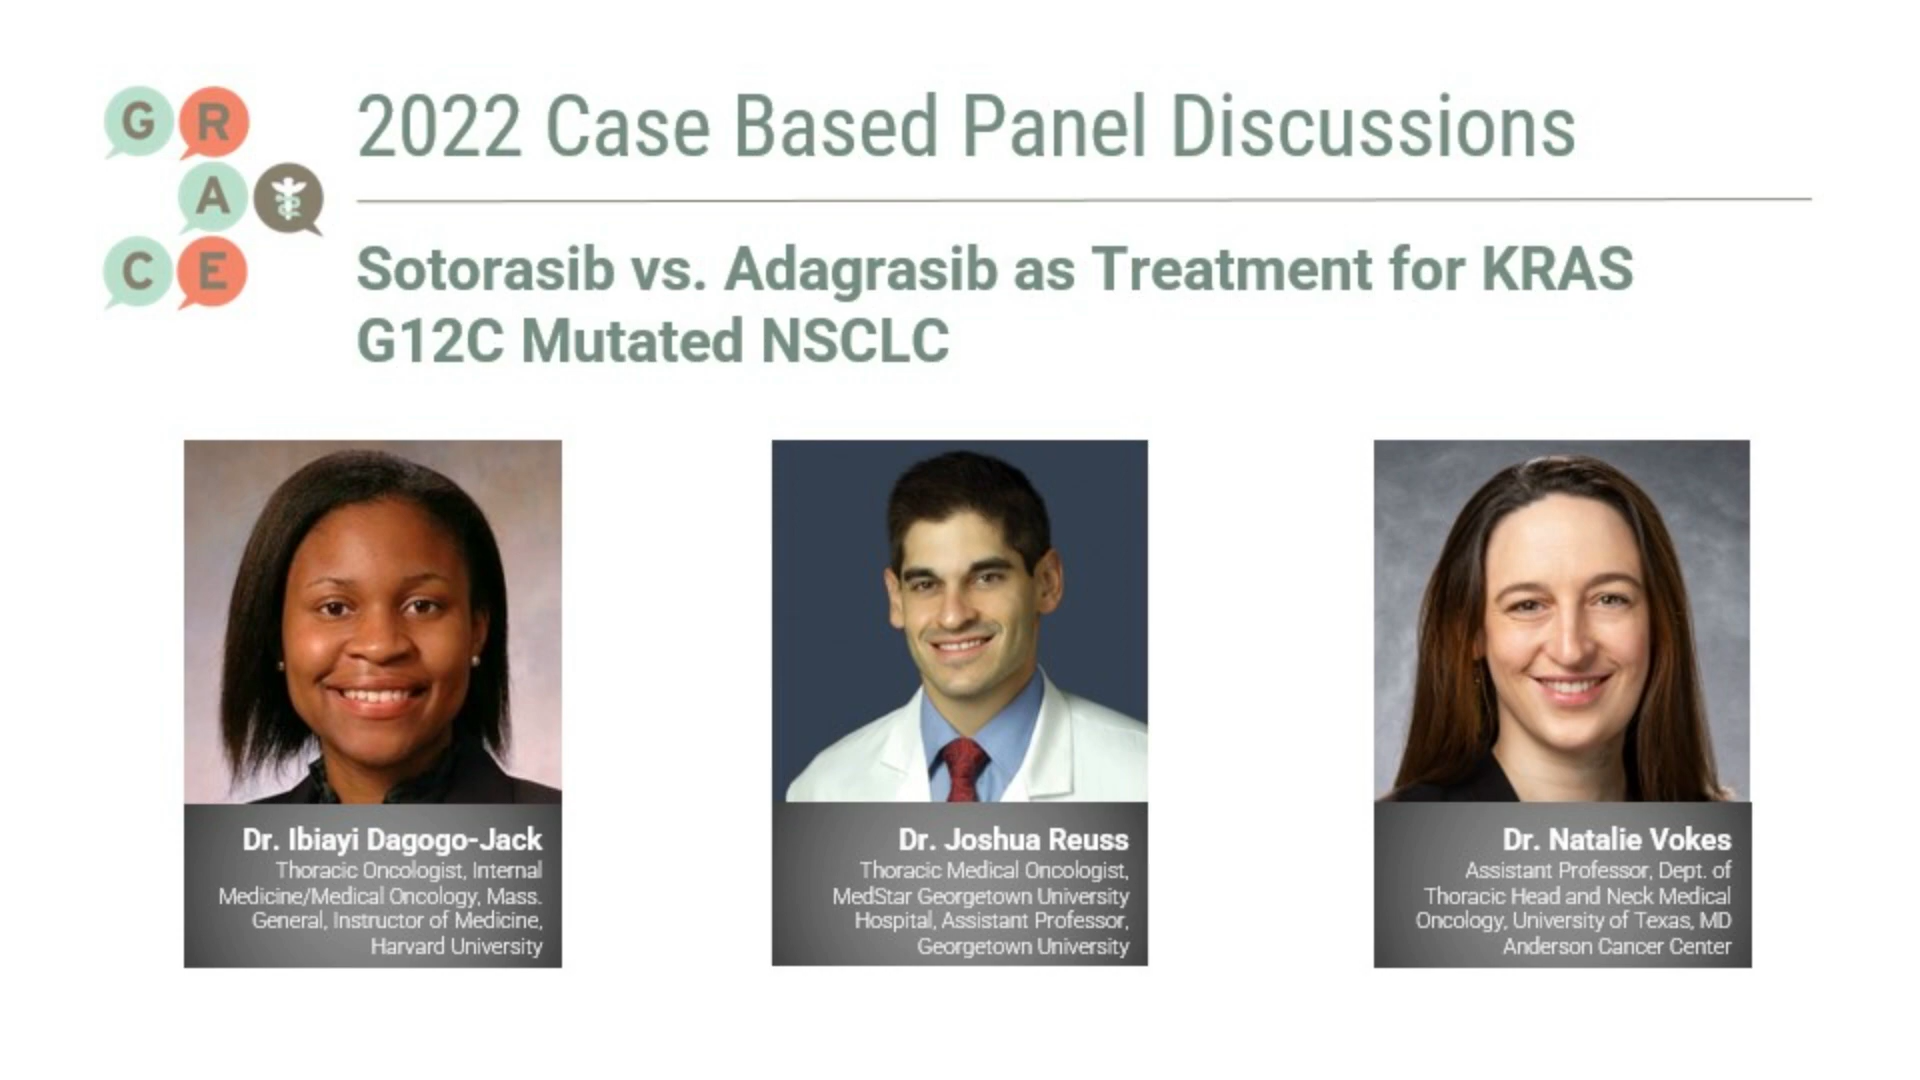 G R
A
C E
2022 Case Based Panel Discussions
Sotorasib vs. Adagrasib as Treatment for KRAS
G12C Mutated NSCLC
Dr. Ibiayi Dagogo-Jack
Thoracic Oncologist, Internal
Medicine/Medical Oncology, Mass.
General, Instructor of Medicine,
Harvard University
Dr. Joshua Reuss
Thoracic Medical Oncologist,
MedStar Georgetown University
Hospital, Assistant Professor,
Georgetown University
Dr. Natalie Vokes
Assistant Professor, Dept. of
Thoracic Head and Neck Medical
Oncology, University of Texas, MD
Anderson Cancer Center